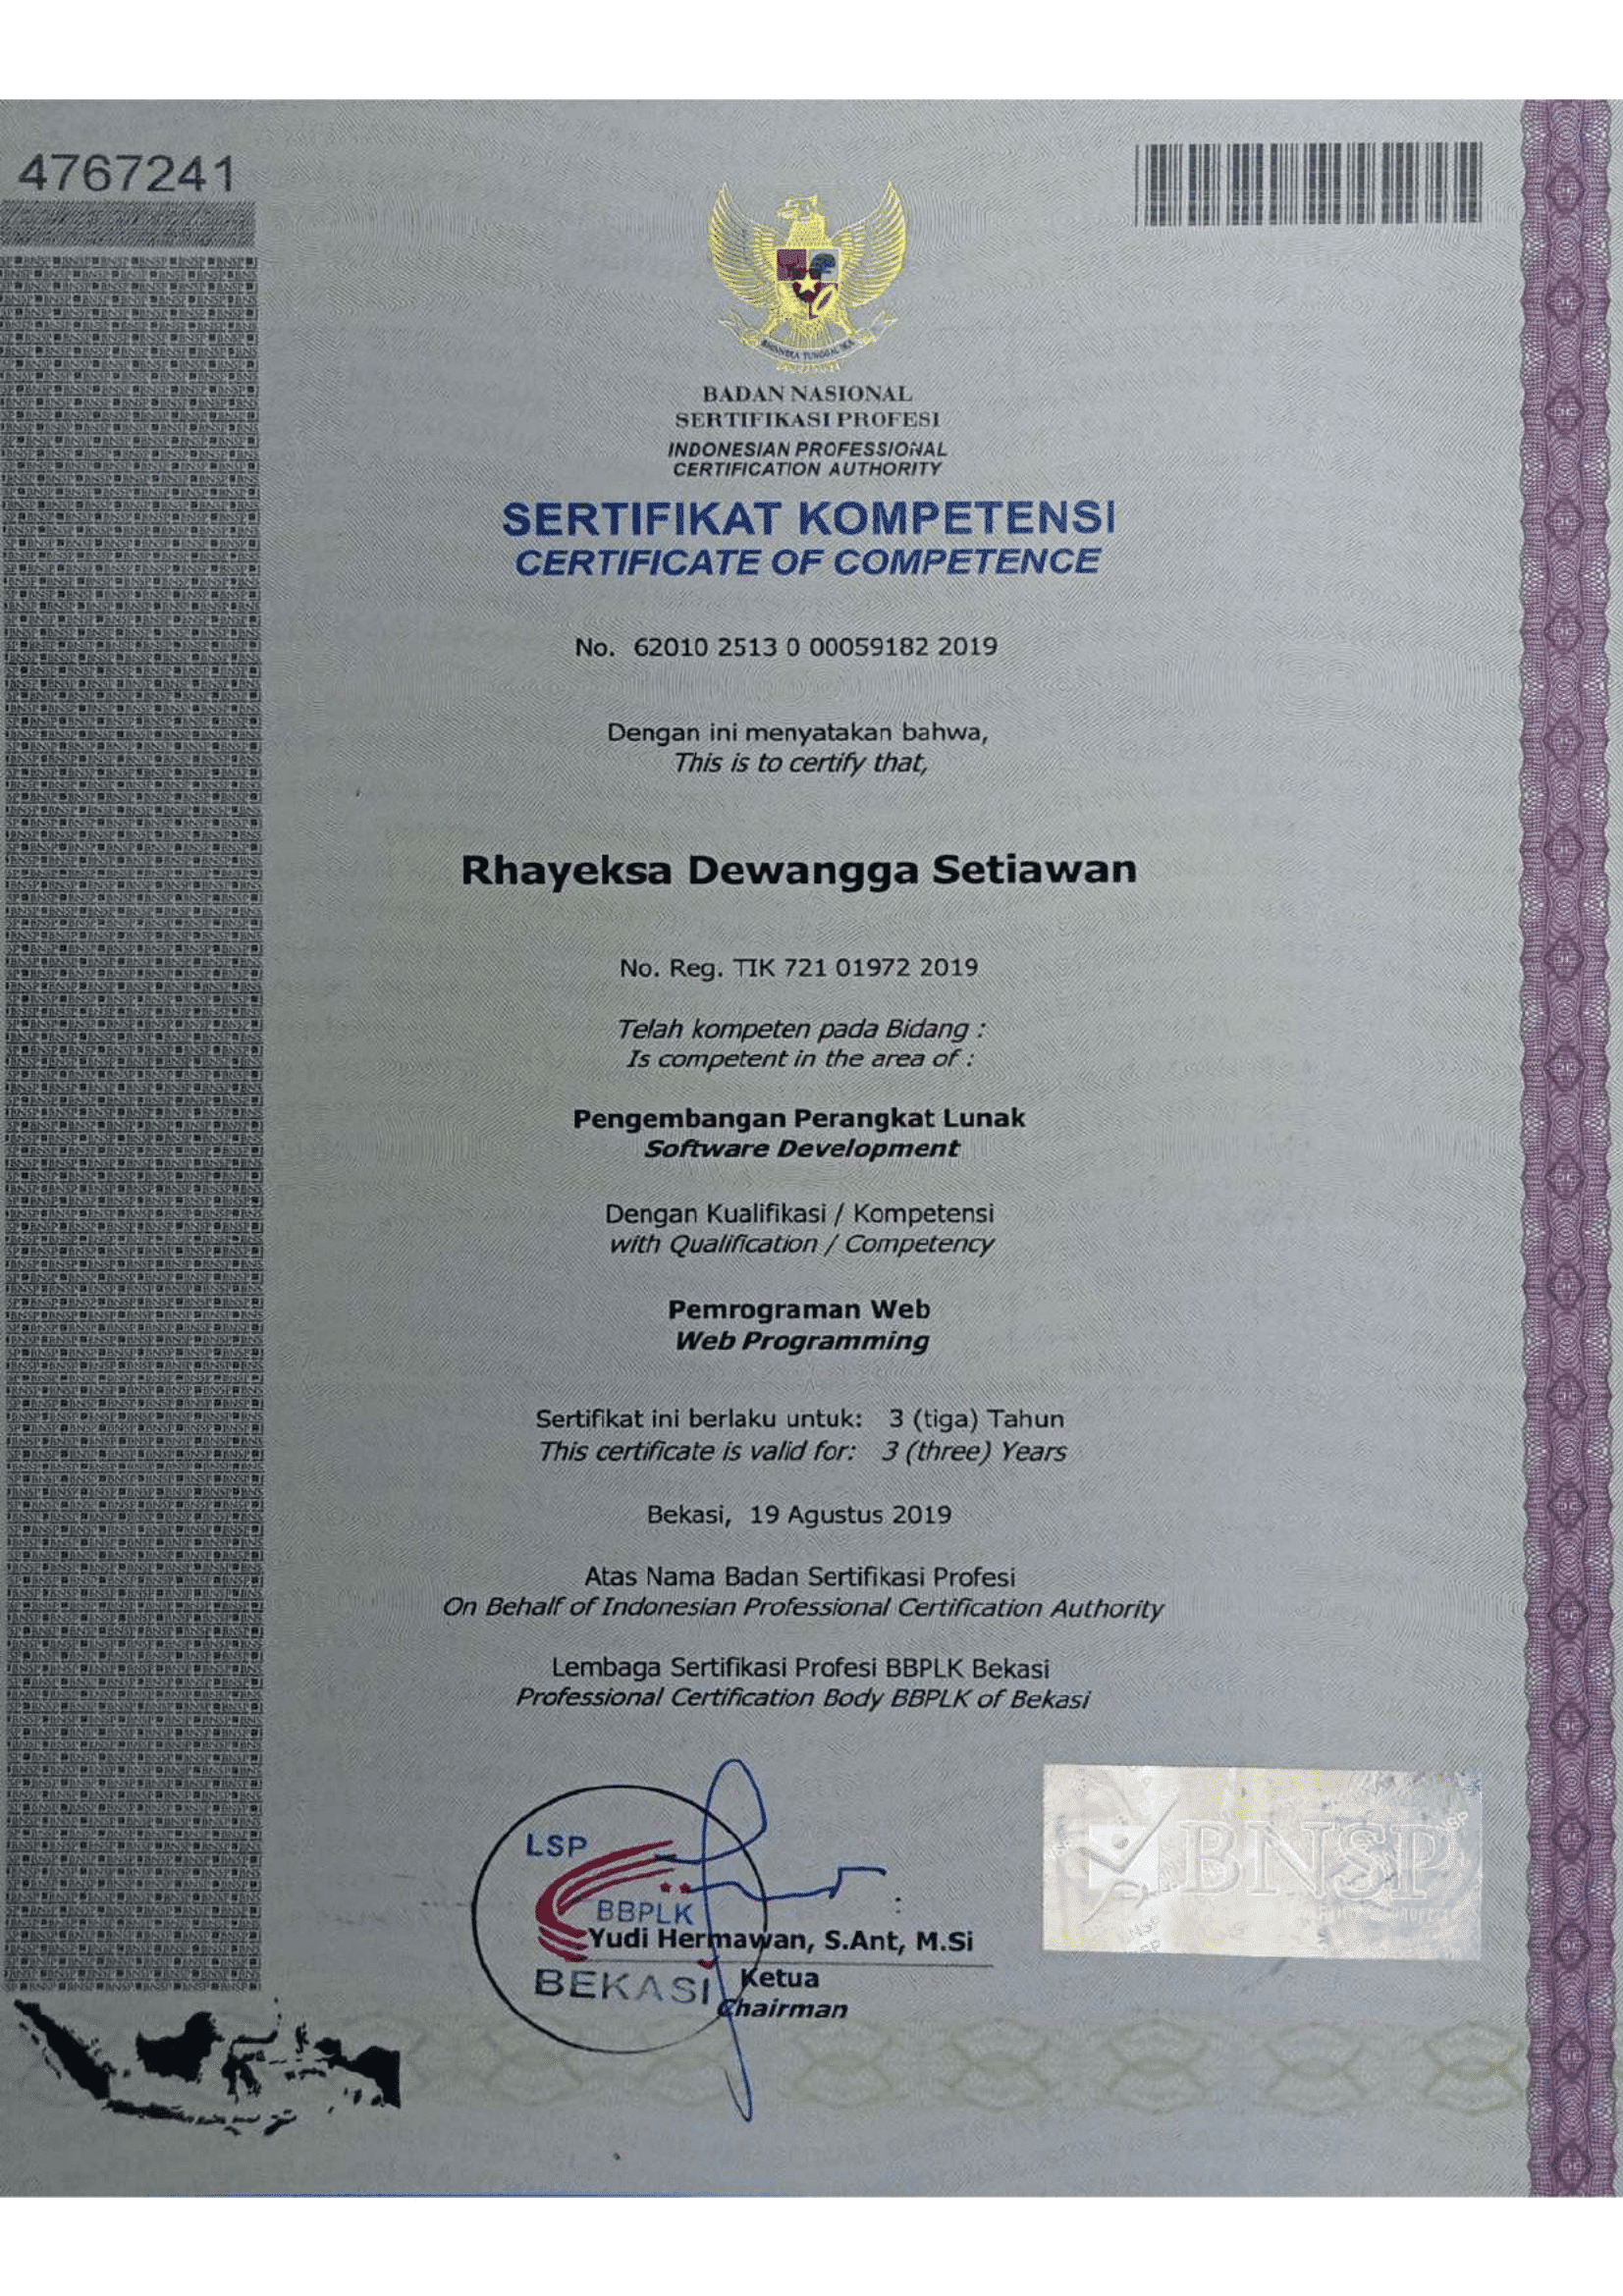 4767241
BHINNEKA TUNGGAL IKA
BADAN NASIONAL
SERTIFIKASI PROFESI
INDONESIAN PROFESSIONAL
CERTIFICATION AUTHORITY
SERTIFIKAT KOMPETENSI
CERTIFICATE OF COMPETENCE
No. 62010 2513 0 00059182 2019
Dengan ini menyatakan bahwa,
This is to certify that,
Rhayeksa Dewangga Setiawan
No. Reg. TIK 721 01972 2019
Telah kompeten pada Bidang :
Is competent in the area of :
Pengembangan Perangkat Lunak
Software Development
Dengan Kualifikasi / Kompetensi
with Qualification / Competency
Pemrograman Web
Web Programming
Sertifikat ini berlaku untuk: 3 (tiga) Tahun
This certificate is valid for: 3 (three) Years
Bekasi, 19 Agustus 2019
Atas Nama Badan Sertifikasi Profesi
On Behalf of Indonesian Professional Certification Authority
Lembaga Sertifikasi Profesi BBPLK Bekasi
Professional Certification Body BBPLK of Bekasi
LSP
BBPLK
BEKASI
Yudi Hermawan, S.Ant, M.Si
Ketua
Chairman
BNSP